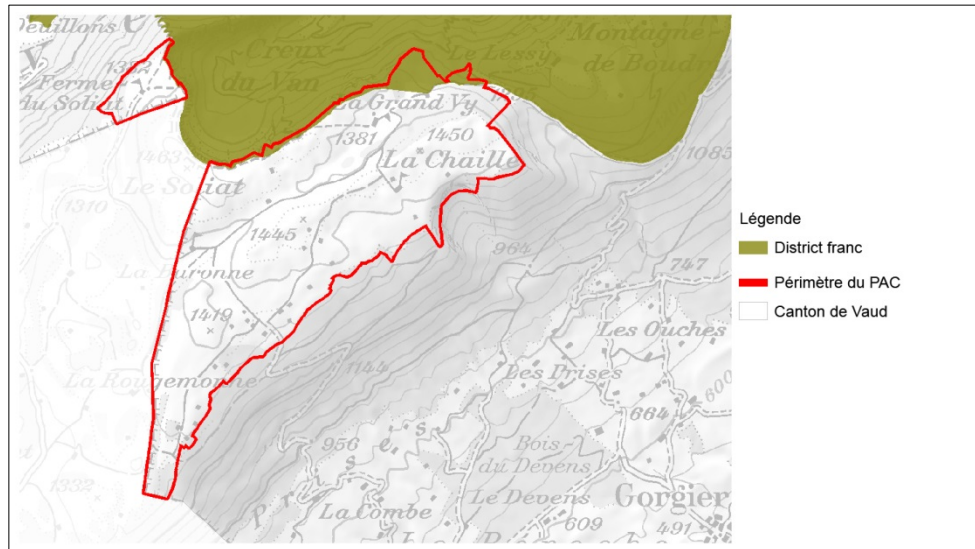 Creux
du Van
Le Lessy
Montagne
de Boudry
1382
Ferme
du Soliat
La Grand Vy
1381
1450
La Chaille
1085
1463
Le Soliat
1310
1445
964
747
1419
Les Ouches
Les Prises
1144
La Rougemonne
664
600
956
Bois
du Devens
Le Devens
Gorgier
1332
La Combe
609
491
Légende
District franc
Périmètre du PAC
Canton de Vaud